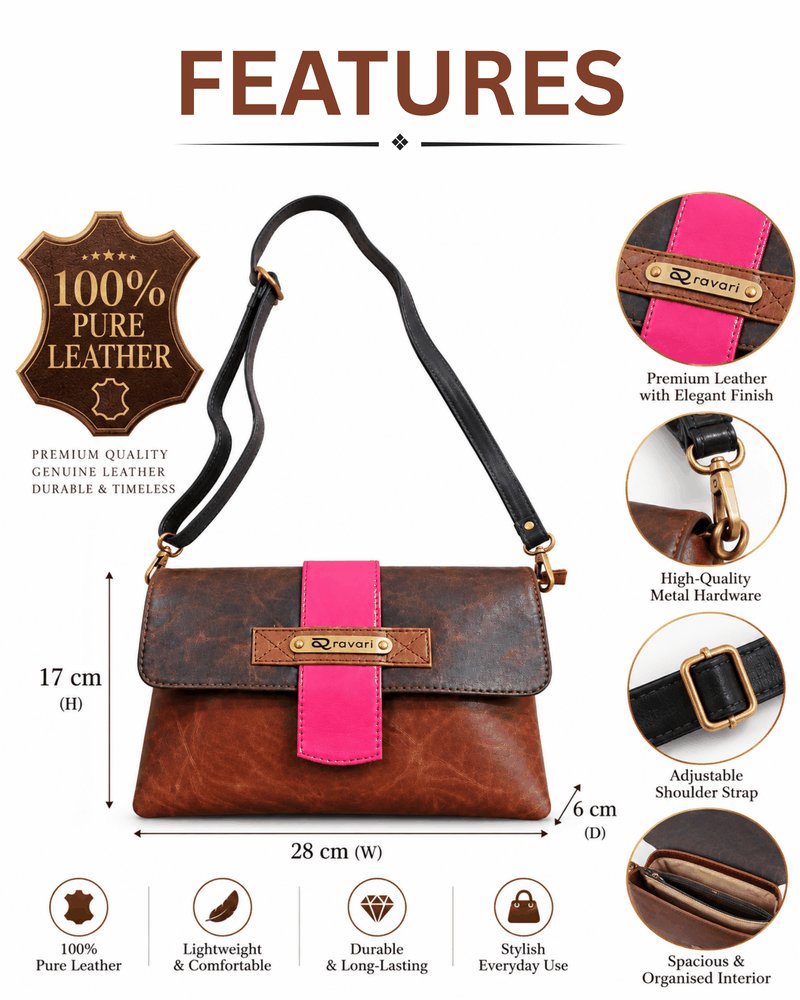 FEATURES
100%
PURE
LEATHER
PREMIUM QUALITY
GENUINE LEATHER
DURABLE & TIMELESS
ravari
Premium Leather
with Elegant Finish
High-Quality
Metal Hardware
ravari
17 cm
(H)
Adjustable
Shoulder Strap
6 cm
(D)
28 cm (W)
100%
Pure Leather
Lightweight
& Comfortable
Durable
& Long-Lasting
Stylish
Everyday Use
Spacious &
Organised Interior